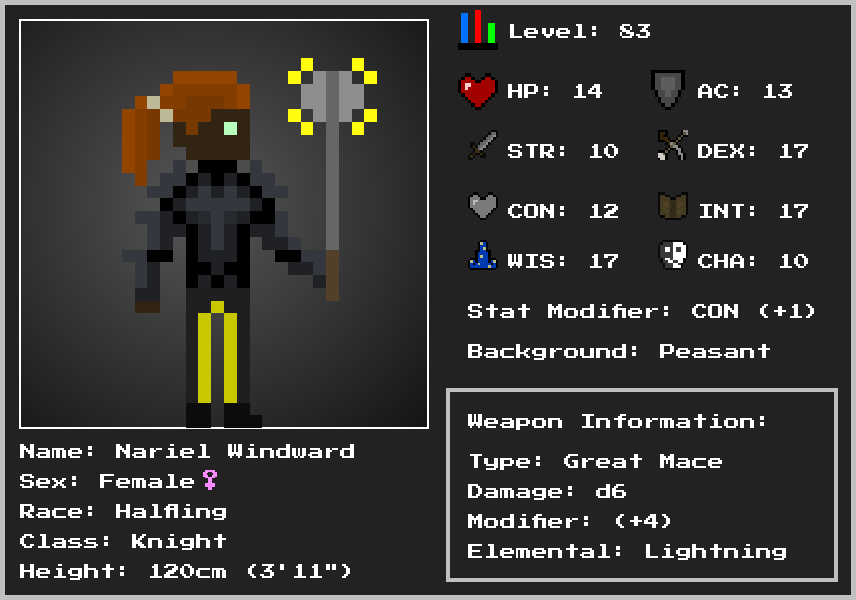 Level: 83
HP: 14
AC: 13
STR: 10
DEX: 17
CON: 12
INT: 17
WIS: 17
CHA: 10
Stat Modifier: CON (+1)
Background: Peasant
Weapon Information:
Type: Great Mace
Damage: d6
Modifier: (+4)
Elemental: Lightning
Name: Nariel Windward
Sex: Female♀
Race: Halfling
Class: Knight
Height: 120cm (3'11")